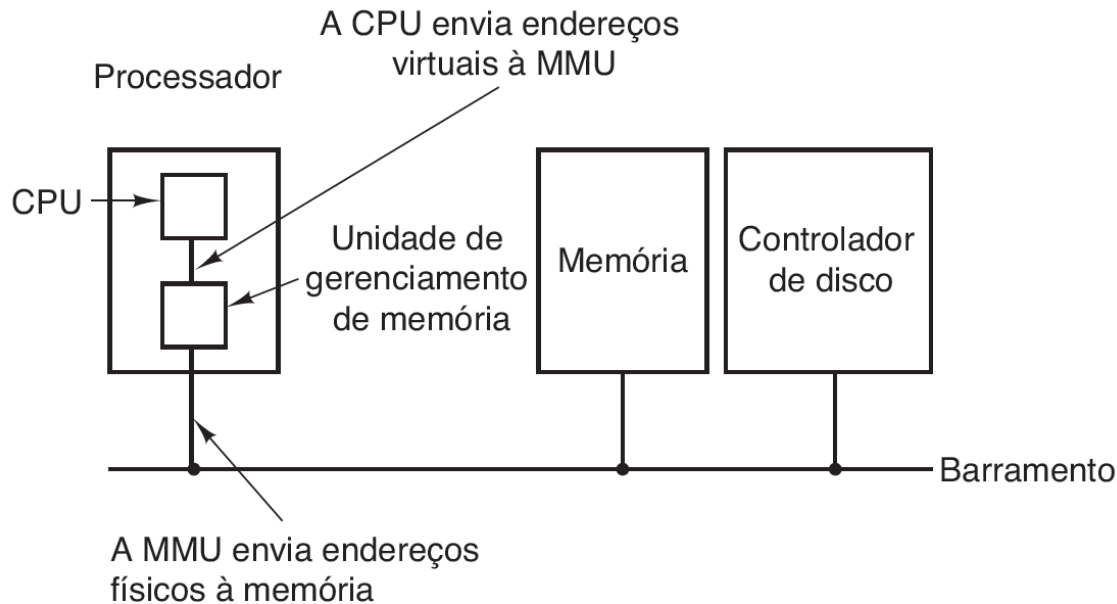 A CPU envia endereços
virtuais à MMU
Processador
CPU
Unidade de
gerenciamento
de memória
Memória
Controlador
de disco
Barramento
A MMU envia endereços
físicos à memória